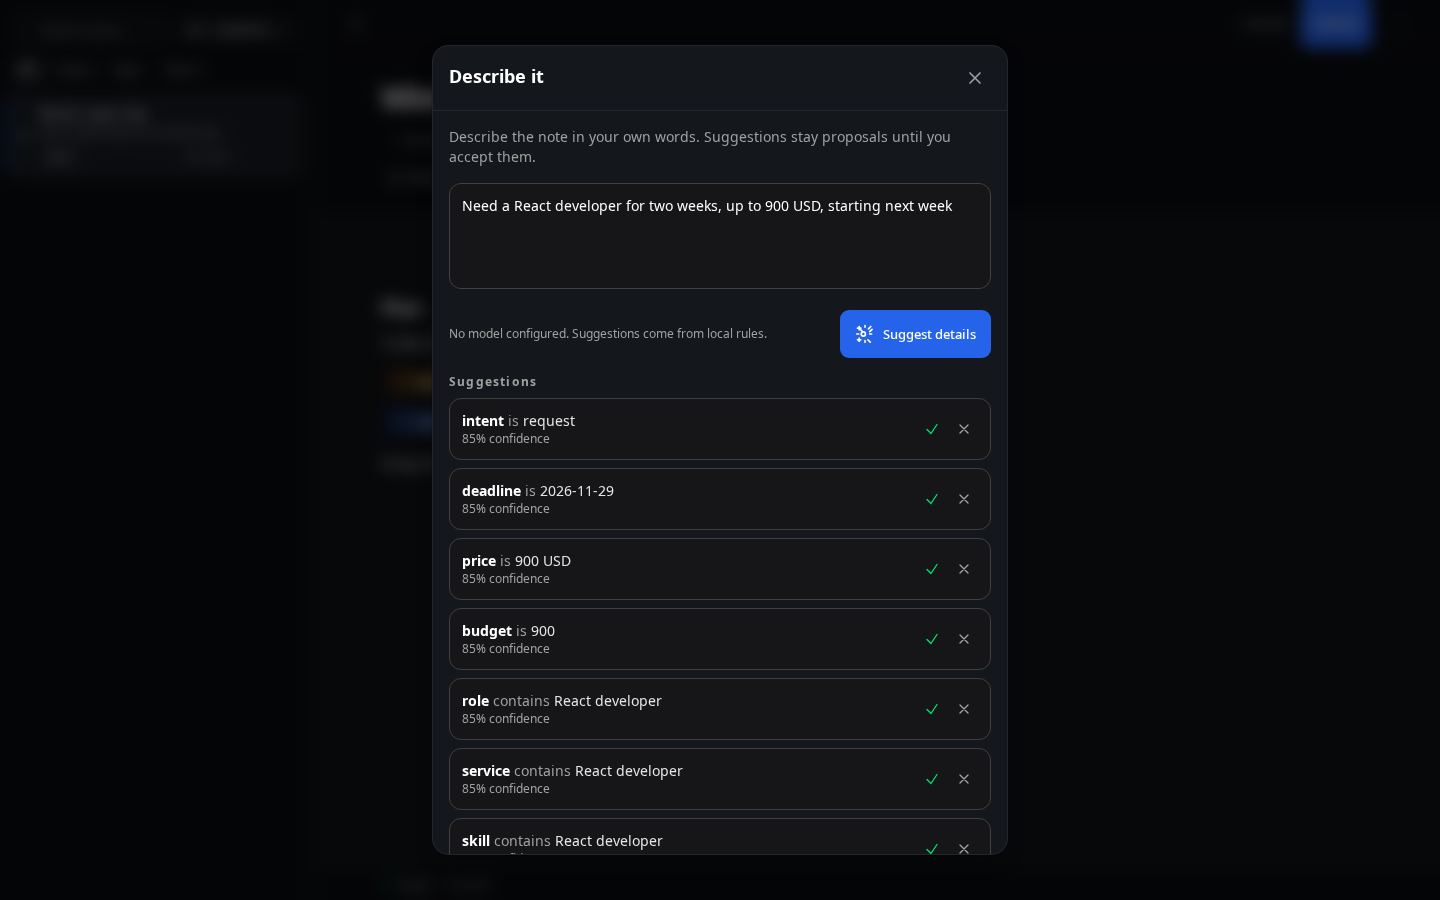 Describe it
Describe the note in your own words. Suggestions stay proposals until you
accept them.
Need a React developer for two weeks, up to 900 USD, starting next week
No model configured. Suggestions come from local rules.
Suggest details
Suggestions
intent is request
85% confidence
deadline is 2026-11-29
85% confidence
price is 900 USD
85% confidence
budget is 900
85% confidence
role contains React developer
85% confidence
service contains React developer
85% confidence
skill contains React developer